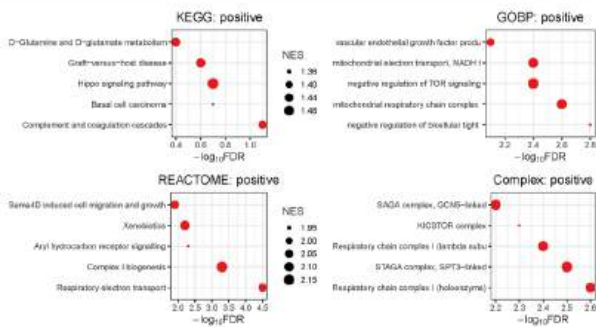 KEGG: positive
D-Glutamine and D-glutamate metabolism
Graft-versus-host disease
Hippo signaling pathway
Basal cell carcinoma
Complement and coagulation cascades
0.4 0.6 0.8 1.0
−log10FDR
NES
1.36
1.40
1.44
1.48
GOBP: positive
vascular endothelial growth factor produ
mitochondrial electron transport, NADH t
negative regulation of TOR signaling
mitochondrial respiratory chain complex
negative regulation of bicellular tight
2.2 2.4 2.6 2.8
−log10FDR
REACTOME: positive
Sema4D induced cell migration and growth
Xenobiotics
Aryl hydrocarbon receptor signalling
Complex I biogenesis
Respiratory electron transport
2.0 2.5 3.0 3.5 4.0 4.5
−log10FDR
NES
1.95
2.00
2.05
2.10
2.15
Complex: positive
SAGA complex, GCN5-linked
KICSTOR complex
Respiratory chain complex I (lambda subu
STAGA complex, SPT3-linked
Respiratory chain complex I (holoenzyme)
2.2 2.3 2.4 2.5 2.6
−log10FDR